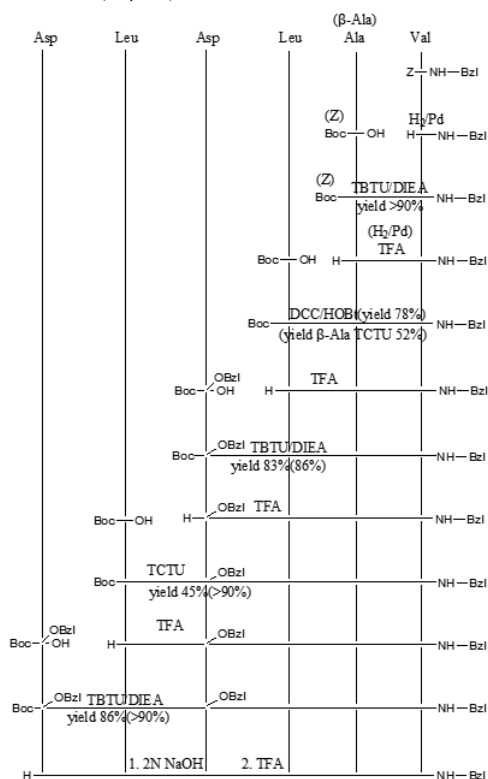 (β-Ala)
Asp Leu Asp Leu Ala Val
Z NH—Bzl
(Z) H₂/Pd
Boc OH H NH—Bzl
(Z) TBTU/DIEA
Boc NH—Bzl
yield >90%
(H₂/Pd)
Boc OH H TFA NH—Bzl
DCC/HOBt(yield 78%)
Boc NH—Bzl
(yield β-Ala TCTU 52%)
OBzl TFA
Boc OH H NH—Bzl
OBzl TBTU/DIEA
Boc NH—Bzl
yield 83%(86%)
OBzl TFA
Boc OH H NH—Bzl
TCTU OBzl
Boc NH—Bzl
yield 45%(>90%)
OBzl TFA OBzl
Boc OH H NH—Bzl
OBzl TBTU/DIEA OBzl
Boc NH—Bzl
yield 86%(>90%)
1. 2N NaOH 2. TFA
H NH—Bzl